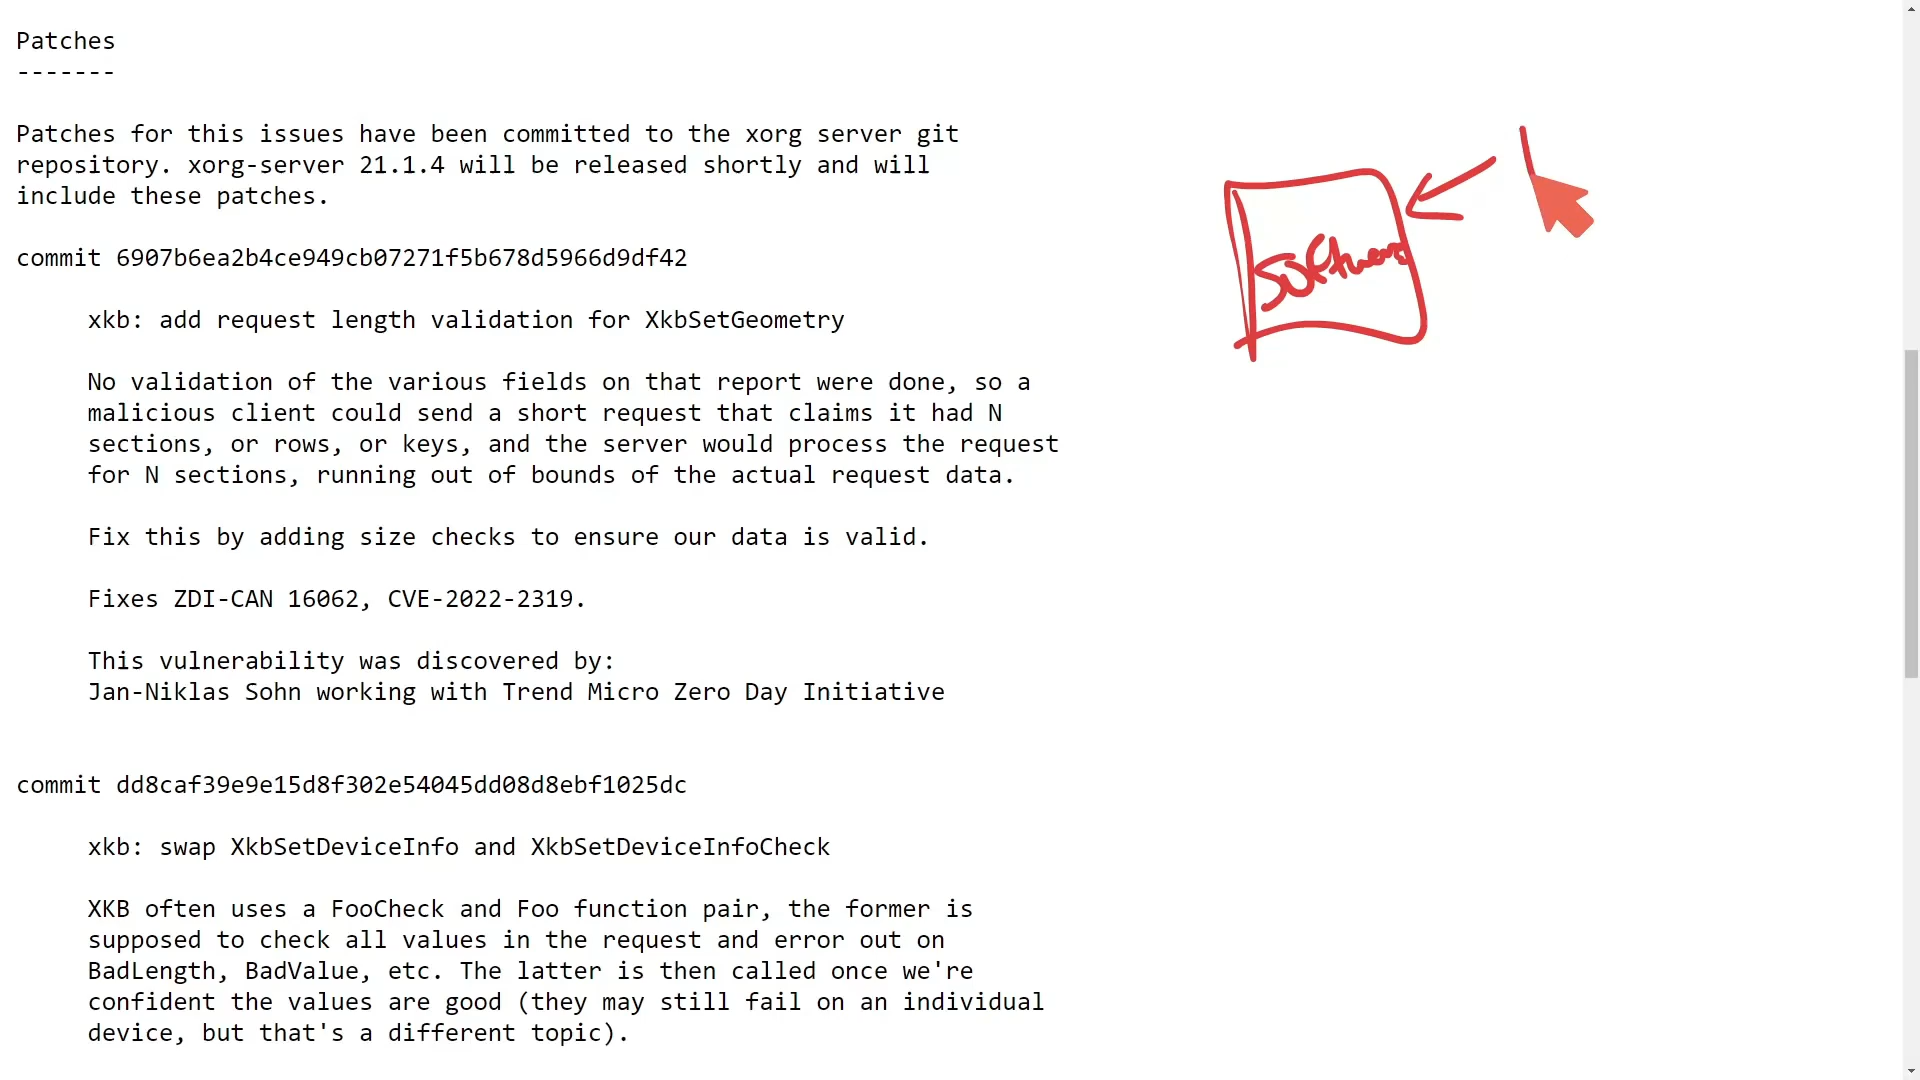 Patches
-------
Patches for this issues have been committed to the xorg server git
repository. xorg-server 21.1.4 will be released shortly and will
include these patches.
commit 6907b6ea2b4ce949cb07271f5b678d5966d9df42
xkb: add request length validation for XkbSetGeometry
No validation of the various fields on that report were done, so a
malicious client could send a short request that claims it had N
sections, or rows, or keys, and the server would process the request
for N sections, running out of bounds of the actual request data.
Fix this by adding size checks to ensure our data is valid.
Fixes ZDI-CAN 16062, CVE-2022-2319.
This vulnerability was discovered by:
Jan-Niklas Sohn working with Trend Micro Zero Day Initiative
commit dd8caf39e9e15d8f302e54045dd08d8ebf1025dc
xkb: swap XkbSetDeviceInfo and XkbSetDeviceInfoCheck
XKB often uses a FooCheck and Foo function pair, the former is
supposed to check all values in the request and error out on
BadLength, BadValue, etc. The latter is then called once we're
confident the values are good (they may still fail on an individual
device, but that's a different topic).
software